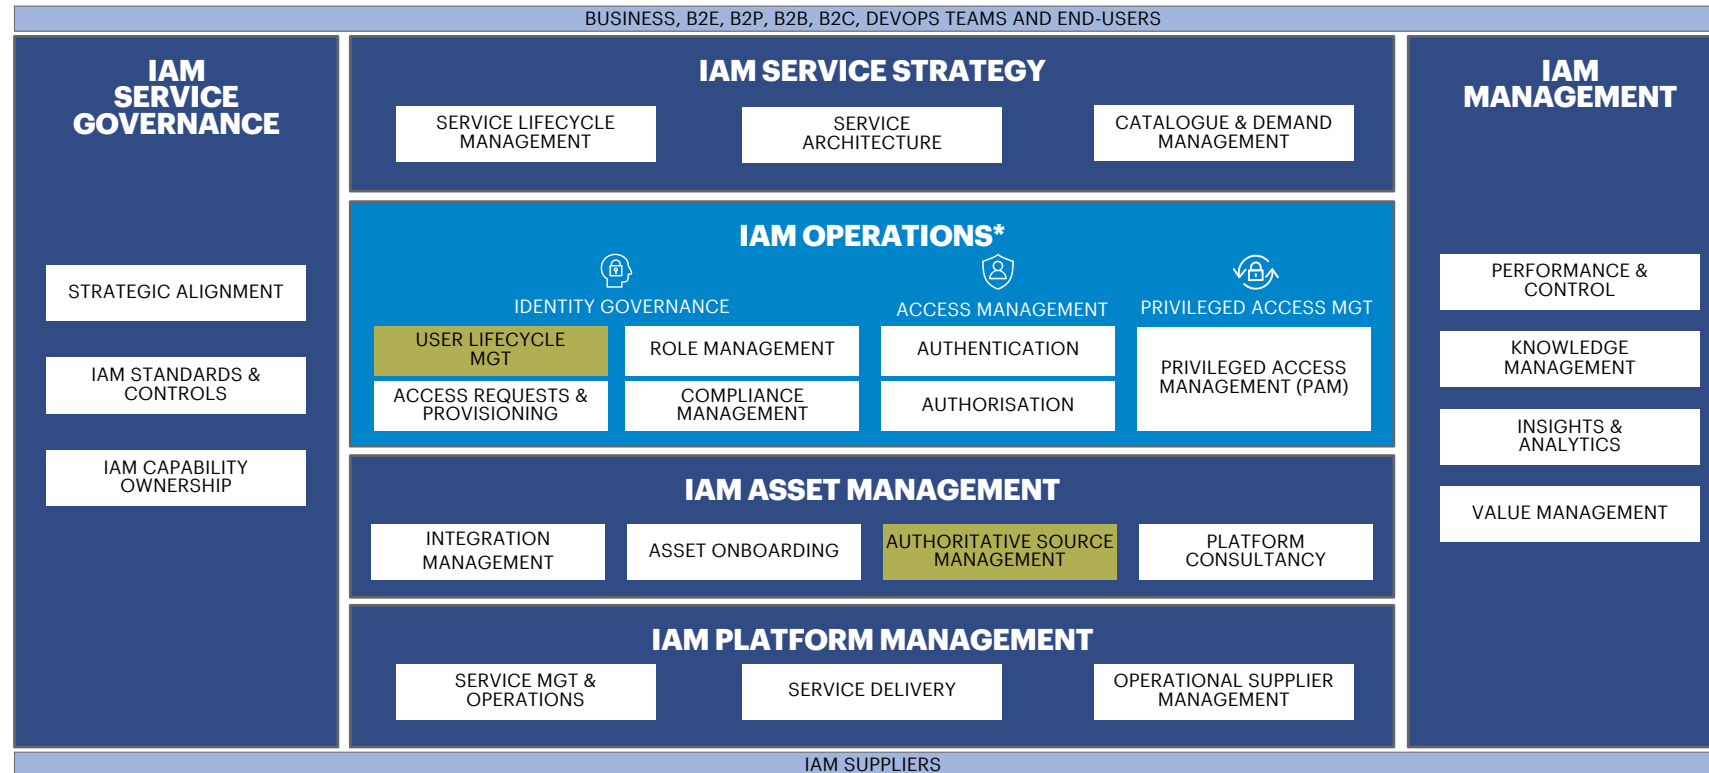 BUSINESS, B2E, B2P, B2B, B2C, DEVOPS TEAMS AND END-USERS
IAM
SERVICE
GOVERNANCE
STRATEGIC ALIGNMENT
IAM STANDARDS &
CONTROLS
IAM CAPABILITY
OWNERSHIP
IAM SERVICE STRATEGY
SERVICE LIFECYCLE
MANAGEMENT
SERVICE
ARCHITECTURE
CATALOGUE & DEMAND
MANAGEMENT
IAM OPERATIONS*
IDENTITY GOVERNANCE
ACCESS MANAGEMENT
PRIVILEGED ACCESS MGT
USER LIFECYCLE
MGT
ROLE MANAGEMENT
AUTHENTICATION
PRIVILEGED ACCESS
MANAGEMENT (PAM)
ACCESS REQUESTS &
PROVISIONING
COMPLIANCE
MANAGEMENT
AUTHORISATION
IAM ASSET MANAGEMENT
INTEGRATION
MANAGEMENT
ASSET ONBOARDING
AUTHORITATIVE SOURCE
MANAGEMENT
PLATFORM
CONSULTANCY
IAM PLATFORM MANAGEMENT
SERVICE MGT &
OPERATIONS
SERVICE DELIVERY
OPERATIONAL SUPPLIER
MANAGEMENT
IAM
MANAGEMENT
PERFORMANCE &
CONTROL
KNOWLEDGE
MANAGEMENT
INSIGHTS &
ANALYTICS
VALUE MANAGEMENT
IAM SUPPLIERS